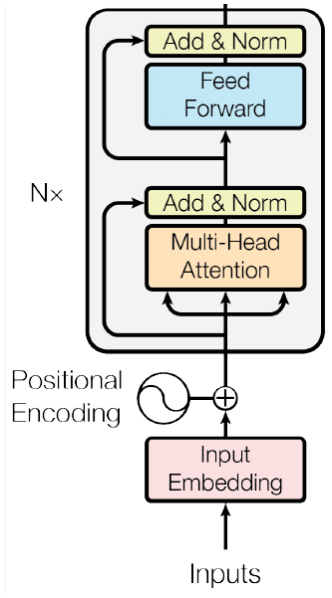 Add & Norm
Feed
Forward
Nx
Add & Norm
Multi-Head
Attention
Positional
Encoding
Input
Embedding
Inputs